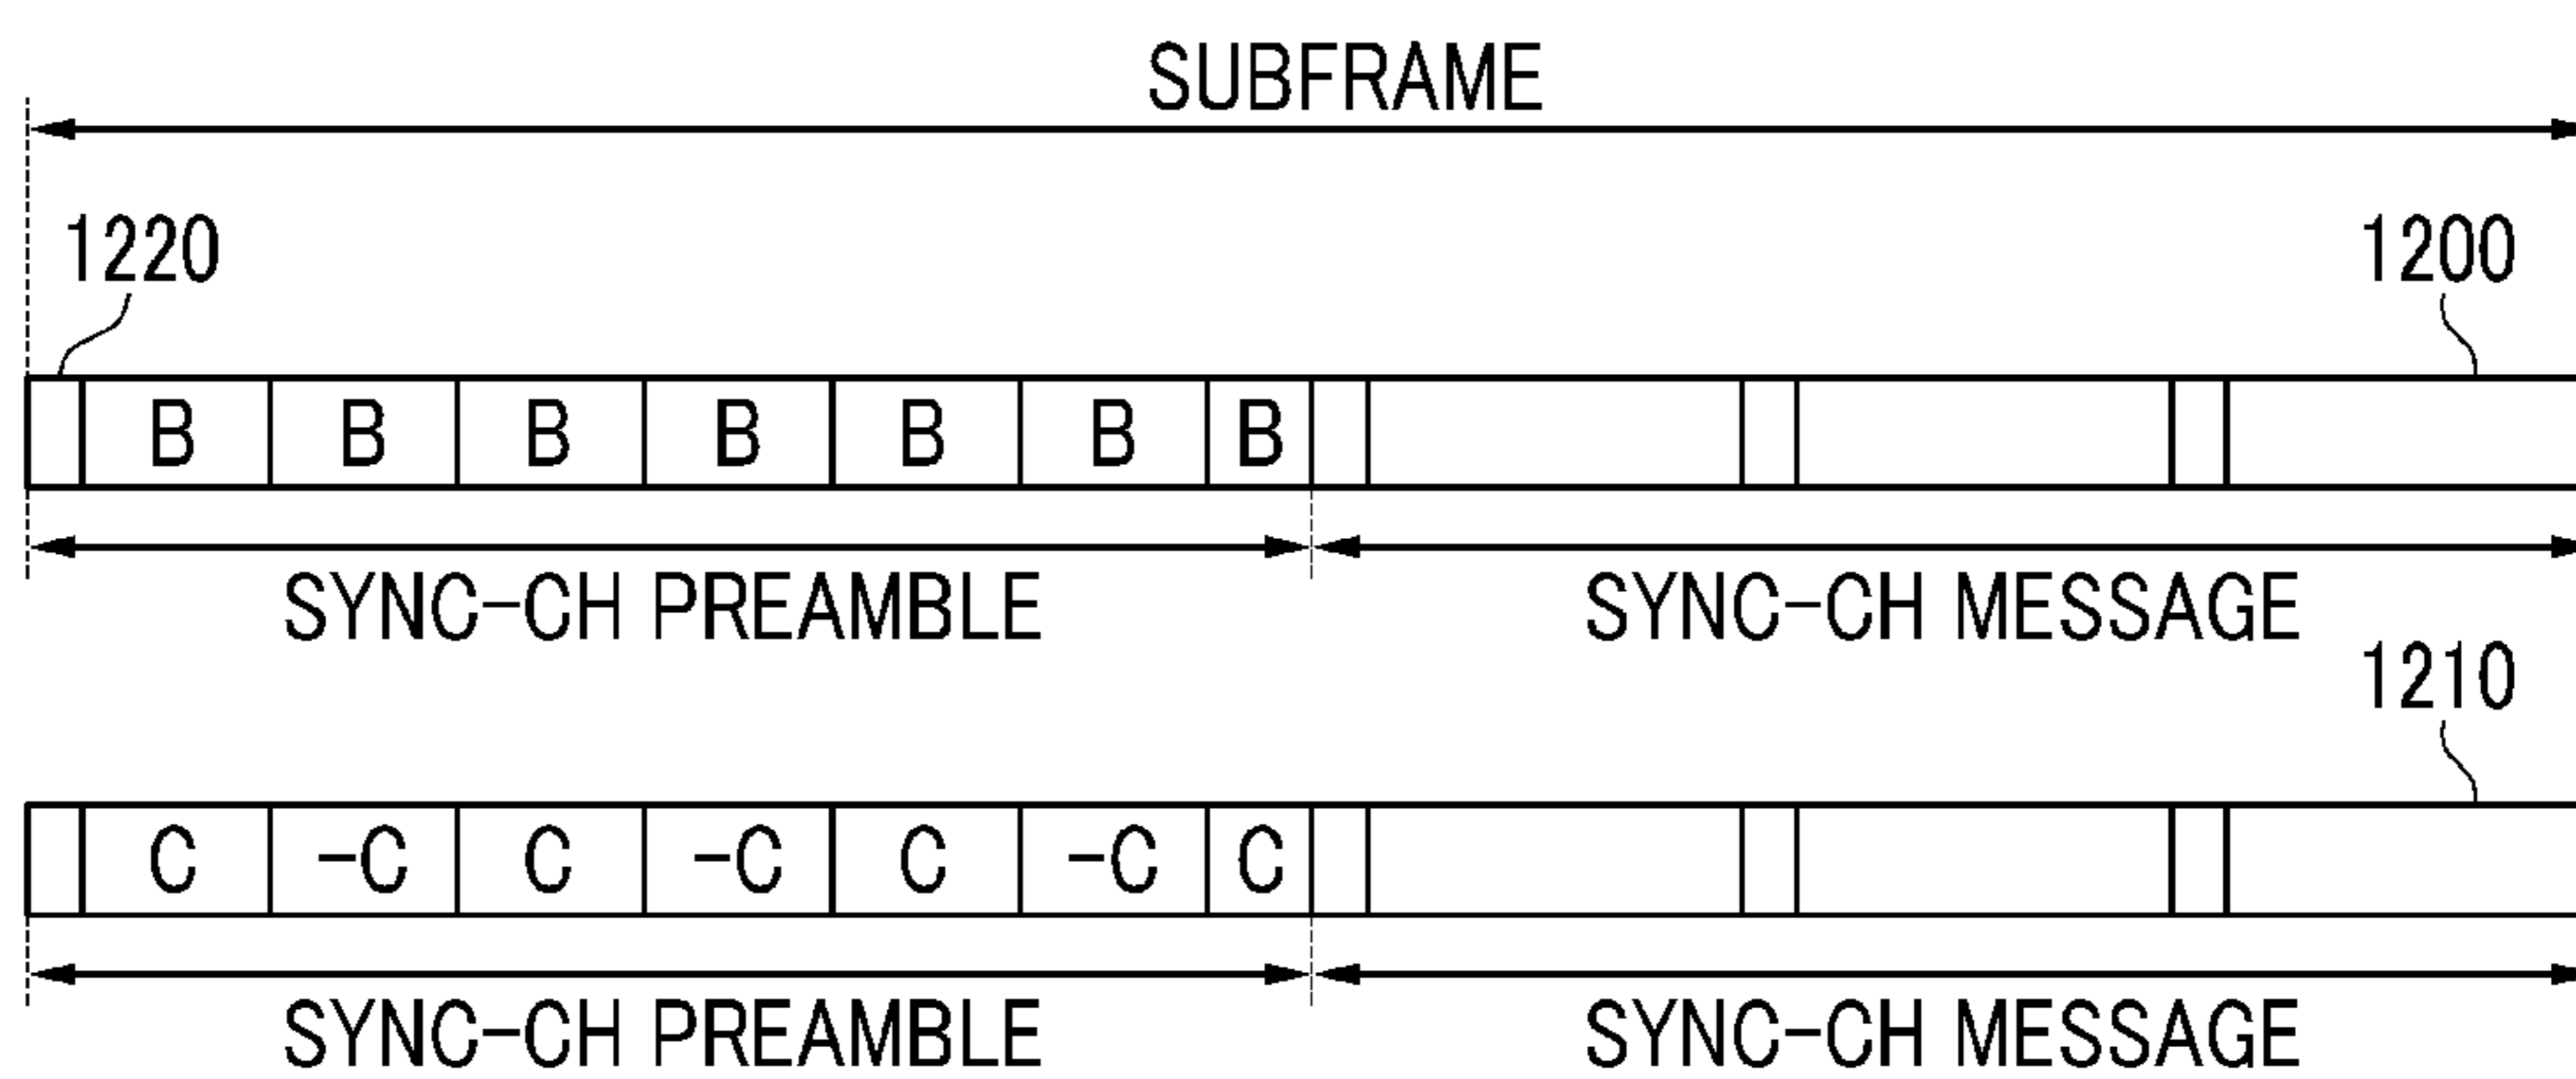 SUBFRAME
1220 1200
B B B B B B B
SYNC-CH PREAMBLE SYNC-CH MESSAGE
1210
C -C C -C C -C C
SYNC-CH PREAMBLE SYNC-CH MESSAGE